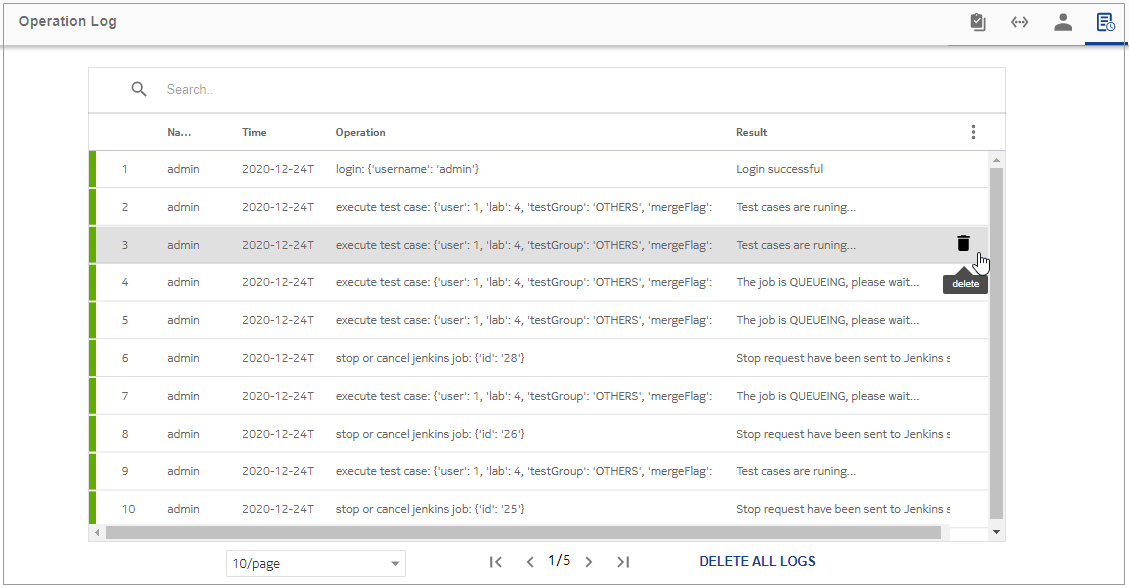 Operation Log
Search..
Na... Time Operation Result
1 admin 2020-12-24T login: {'username': 'admin'} Login successful
2 admin 2020-12-24T execute test case: {'user': 1, 'lab': 4, 'testGroup': 'OTHERS', 'mergeFlag': Test cases are runing...
3 admin 2020-12-24T execute test case: {'user': 1, 'lab': 4, 'testGroup': 'OTHERS', 'mergeFlag': Test cases are runing...
4 admin 2020-12-24T execute test case: {'user': 1, 'lab': 4, 'testGroup': 'OTHERS', 'mergeFlag': The job is QUEUEING, please wait...
delete
5 admin 2020-12-24T execute test case: {'user': 1, 'lab': 4, 'testGroup': 'OTHERS', 'mergeFlag': The job is QUEUEING, please wait...
6 admin 2020-12-24T stop or cancel jenkins job: {'id': '28'} Stop request have been sent to Jenkins s
7 admin 2020-12-24T execute test case: {'user': 1, 'lab': 4, 'testGroup': 'OTHERS', 'mergeFlag': The job is QUEUEING, please wait...
8 admin 2020-12-24T stop or cancel jenkins job: {'id': '26'} Stop request have been sent to Jenkins s
9 admin 2020-12-24T execute test case: {'user': 1, 'lab': 4, 'testGroup': 'OTHERS', 'mergeFlag': Test cases are runing...
10 admin 2020-12-24T stop or cancel jenkins job: {'id': '25'} Stop request have been sent to Jenkins s
10/page 1/5 DELETE ALL LOGS